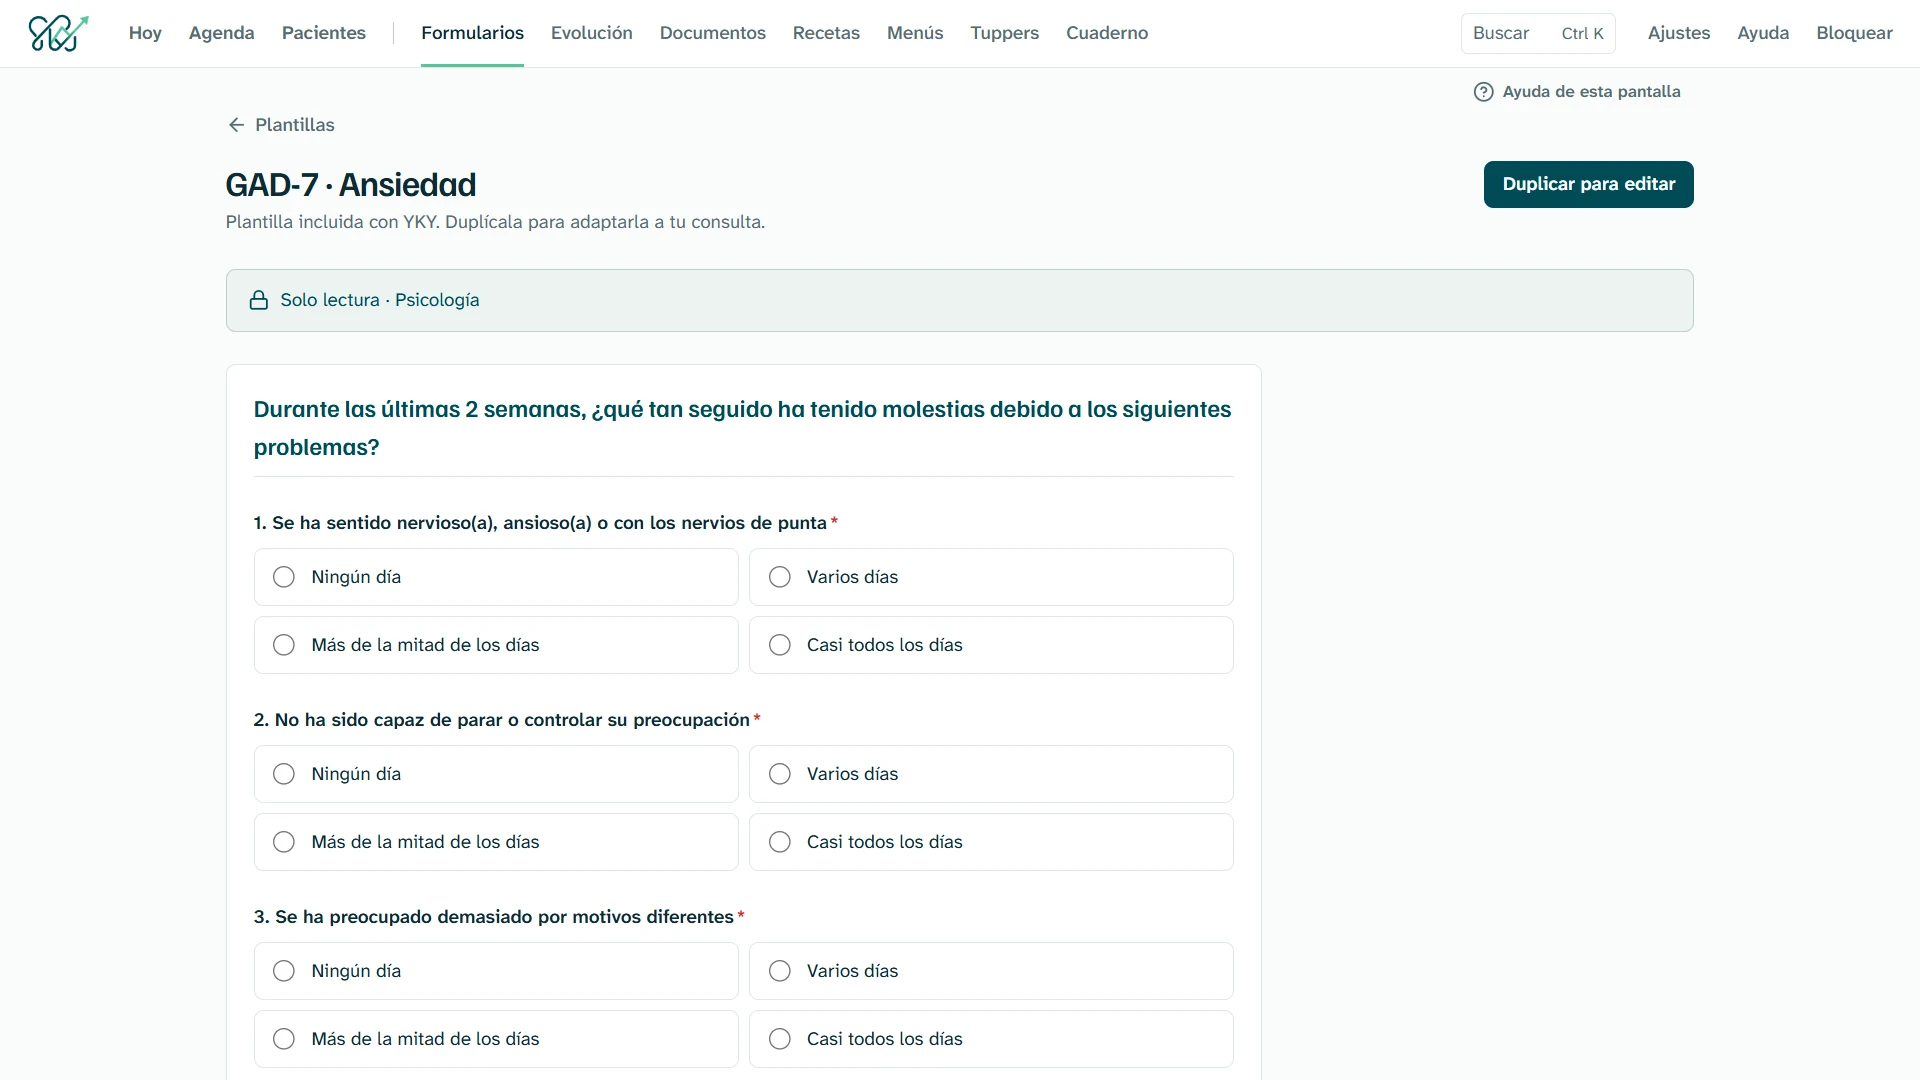 Hoy
Agenda
Pacientes
Formularios
Evolución
Documentos
Recetas
Menús
Tuppers
Cuaderno
Buscar Ctrl K
Ajustes
Ayuda
Bloquear
Ayuda de esta pantalla
Plantillas
GAD-7 · Ansiedad
Duplicar para editar
Plantilla incluida con YKY. Duplícala para adaptarla a tu consulta.
Solo lectura · Psicología
Durante las últimas 2 semanas, ¿qué tan seguido ha tenido molestias debido a los siguientes
problemas?
1. Se ha sentido nervioso(a), ansioso(a) o con los nervios de punta *
Ningún día
Varios días
Más de la mitad de los días
Casi todos los días
2. No ha sido capaz de parar o controlar su preocupación *
Ningún día
Varios días
Más de la mitad de los días
Casi todos los días
3. Se ha preocupado demasiado por motivos diferentes *
Ningún día
Varios días
Más de la mitad de los días
Casi todos los días